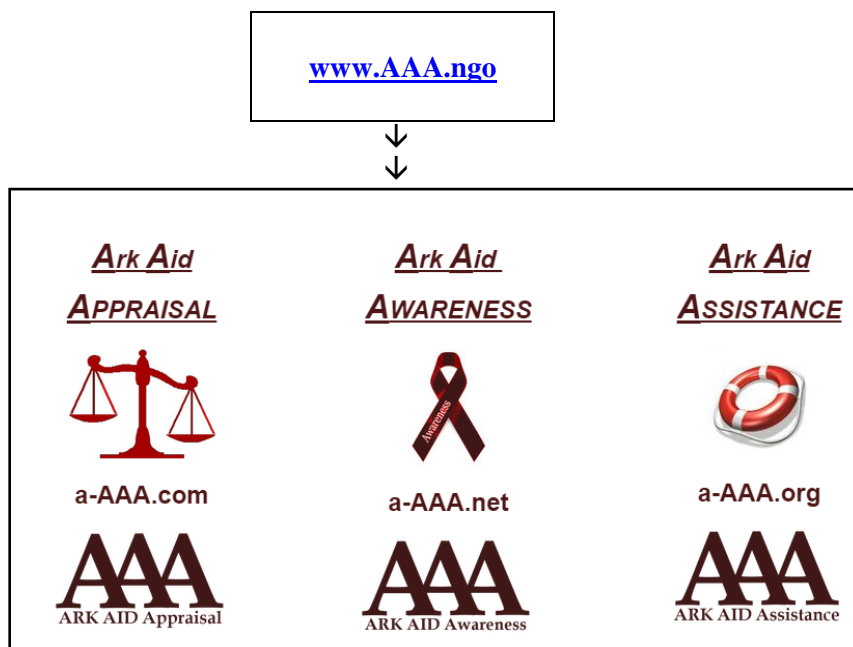 www.AAA.ngo
Ark Aid
APPRAISAL
a-AAA.com
AAA
ARK AID Appraisal
Ark Aid
AWARENESS
Awareness
a-AAA.net
AAA
ARK AID Awareness
Ark Aid
ASSISTANCE
a-AAA.org
AAA
ARK AID Assistance